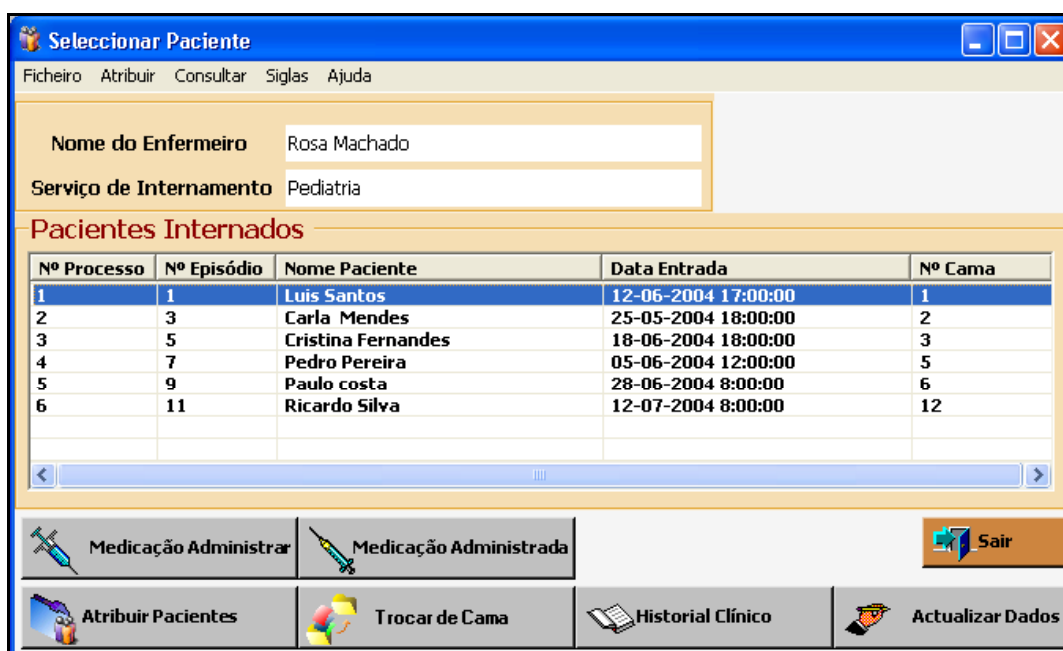 Seleccionar Paciente
Ficheiro Atribuir Consultar Siglas Ajuda
Nome do Enfermeiro Rosa Machado
Serviço de Internamento Pediatria
Pacientes Internados
Nº Processo Nº Episódio Nome Paciente Data Entrada Nº Cama
1 1 Luis Santos 12-06-2004 17:00:00 1
2 3 Carla Mendes 25-05-2004 18:00:00 2
3 5 Cristina Fernandes 18-06-2004 18:00:00 3
4 7 Pedro Pereira 05-06-2004 12:00:00 5
5 9 Paulo costa 28-06-2004 8:00:00 6
6 11 Ricardo Silva 12-07-2004 8:00:00 12
Medicação Administrar Medicação Administrada Sair
Atribuir Pacientes Trocar de Cama Historial Clínico Actualizar Dados